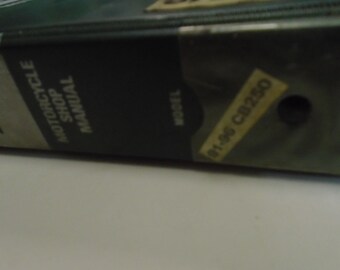 MOTORCYCLE
SHOP
MANUAL
MODEL
91-96 CB250